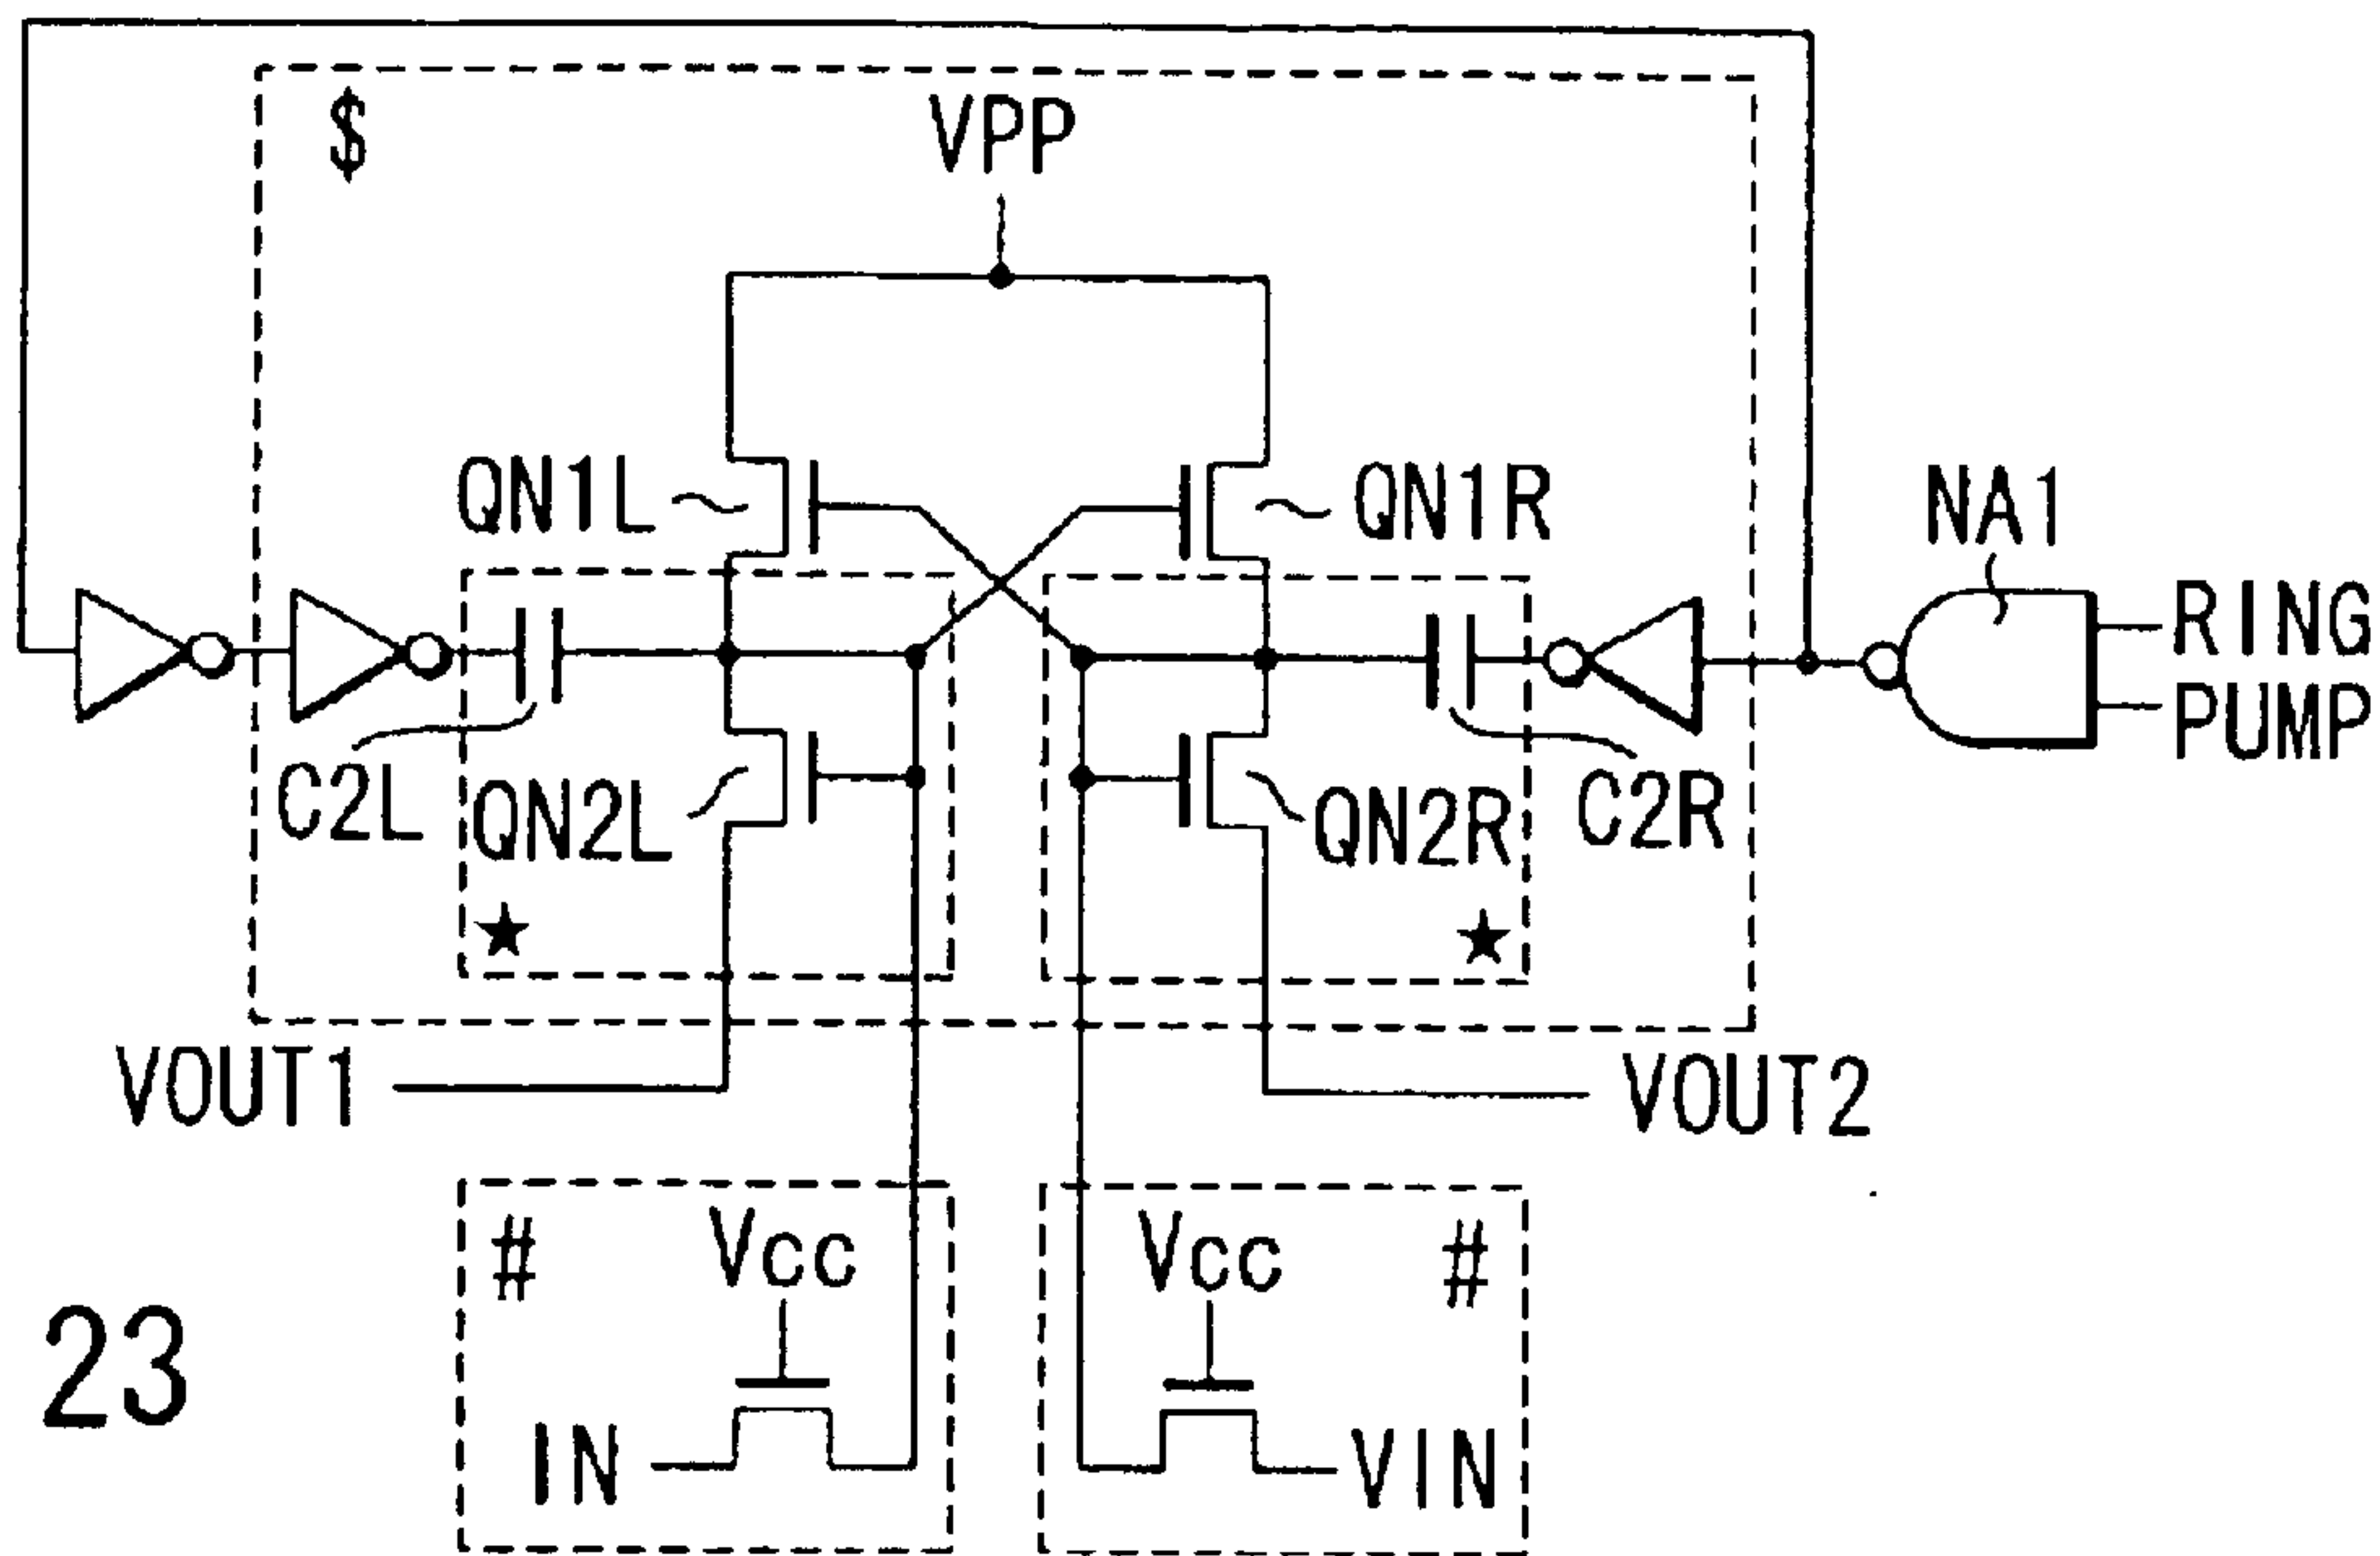 $
VPP
QN1L
QN1R
NA1
RING
PUMP
C2L
QN2L
QN2R
C2R
★
★
VOUT1
VOUT2
#
Vcc
Vcc
#
IN
VIN
23